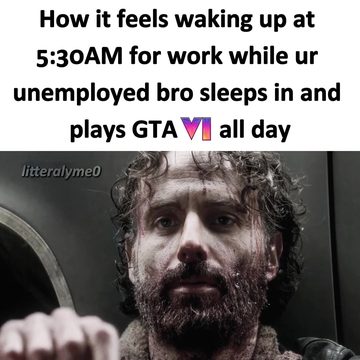 How it feels waking up at
5:30AM for work while ur
unemployed bro sleeps in and
plays GTA VI all day
litteralyme0